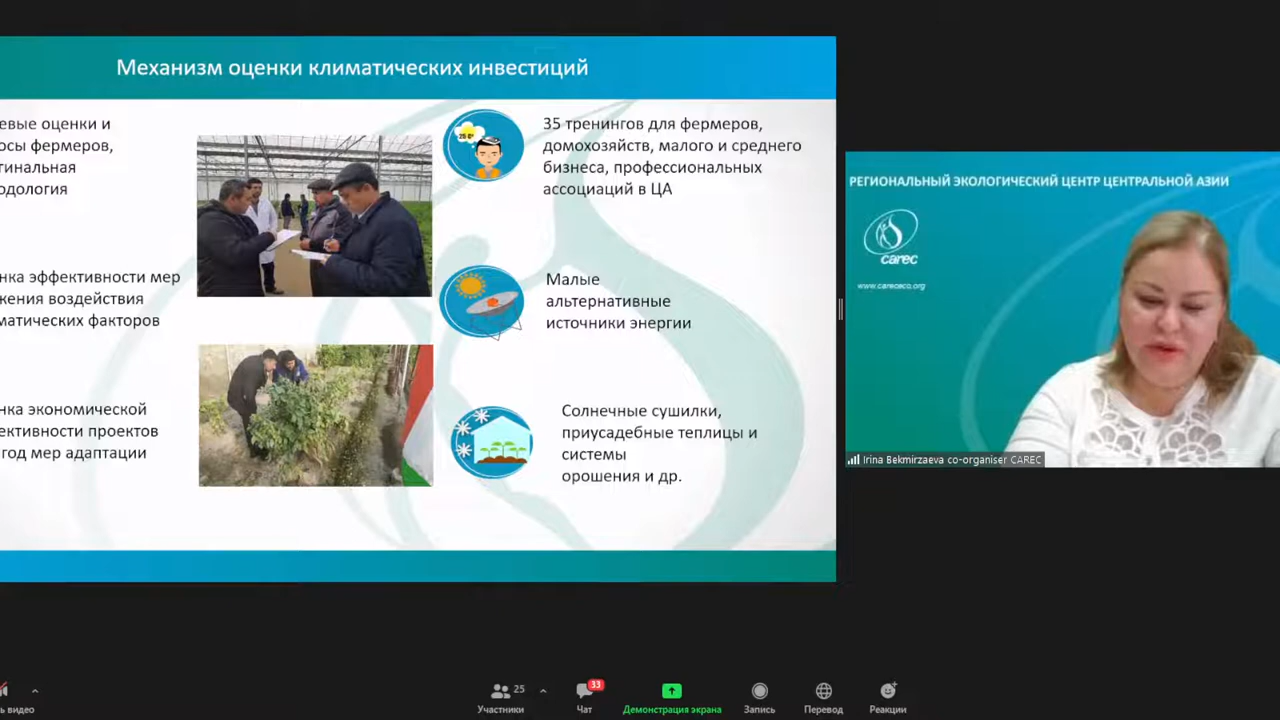 Механизм оценки климатических инвестиций
евые оценки и
осы фермеров,
гинальная
одология
нка эффективности мер
жения воздействия
матических факторов
нка экономической
ективности проектов
год мер адаптации
25 0°
35 тренингов для фермеров,
домохозяйств, малого и среднего
бизнеса, профессиональных
ассоциаций в ЦА
Малые
альтернативные
источники энергии
Солнечные сушилки,
приусадебные теплицы и
системы
орошения и др.
РЕГИОНАЛЬНЫЙ ЭКОЛОГИЧЕСКИЙ ЦЕНТР ЦЕНТРАЛЬНОЙ АЗИИ
carec
www.carececo.org
Irina Bekmirzaeva co-organiser CAREC
ь видео
25
Участники
33
Чат
Демонстрация экрана
Запись
Перевод
Реакции